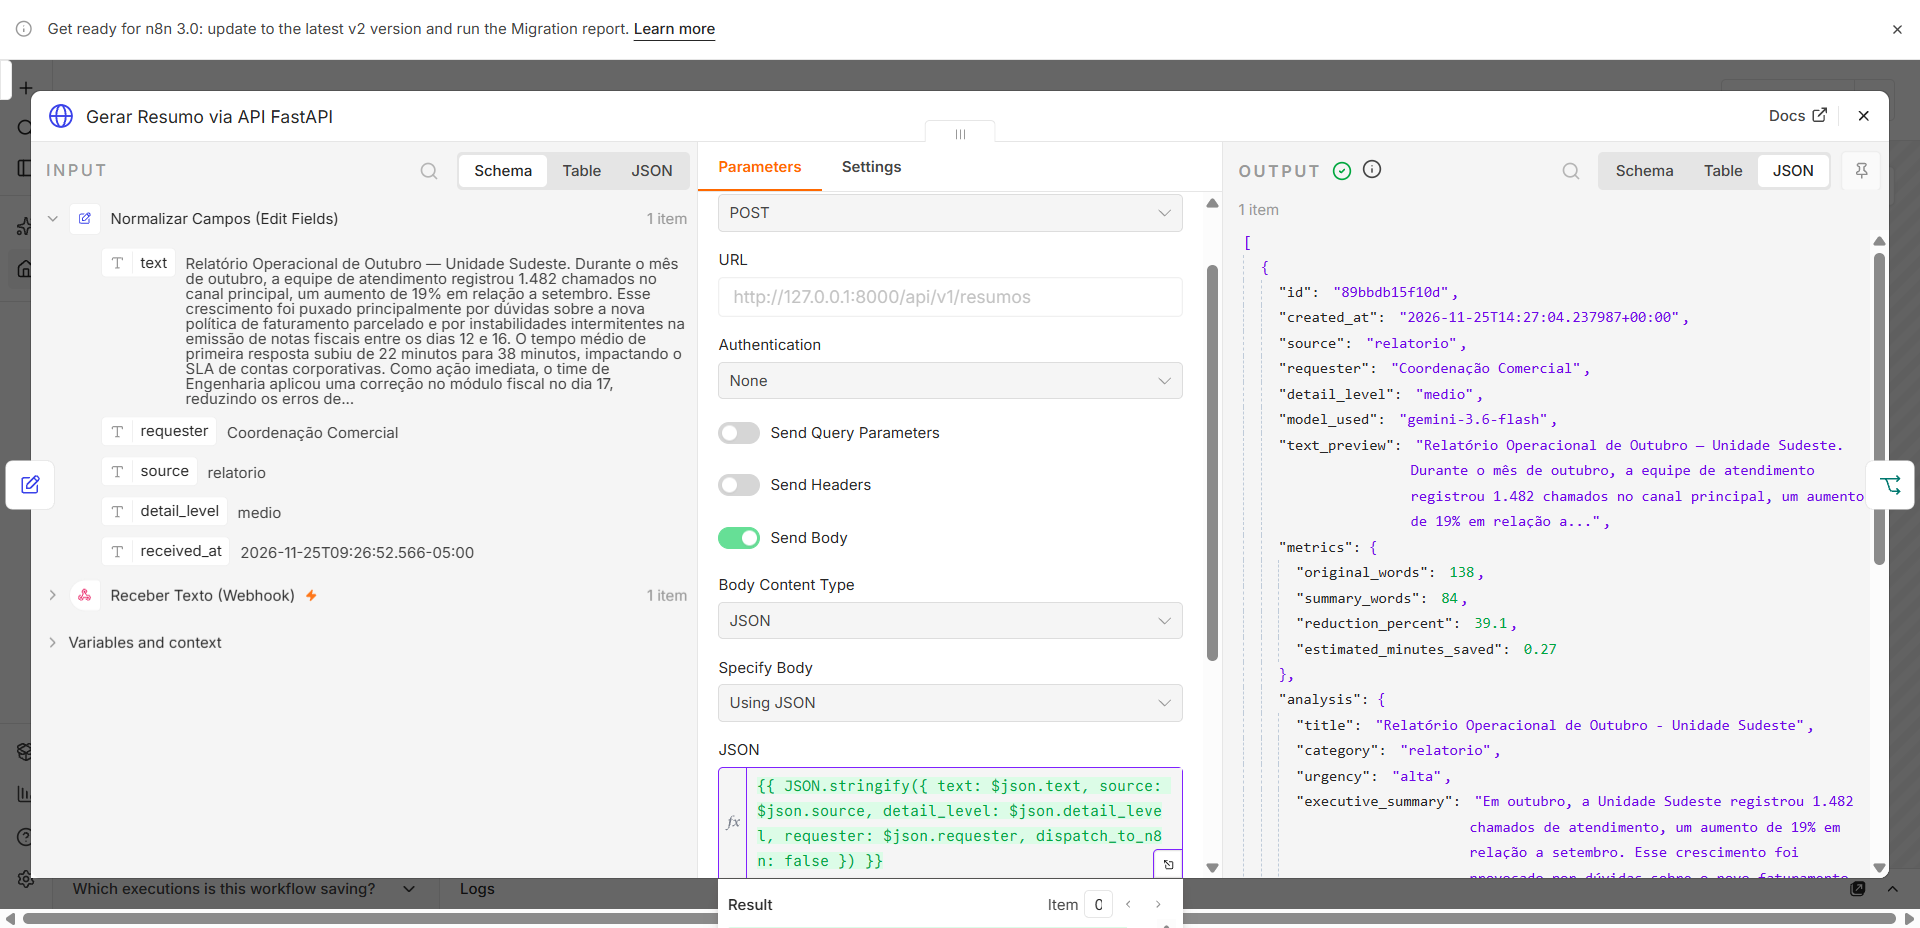 Get ready for n8n 3.0: update to the latest v2 version and run the Migration report. Learn more
Gerar Resumo via API FastAPI
Docs
INPUT
Schema
Table
JSON
Normalizar Campos (Edit Fields)
1 item
text
Relatório Operacional de Outubro — Unidade Sudeste. Durante o mês
de outubro, a equipe de atendimento registrou 1.482 chamados no
canal principal, um aumento de 19% em relação a setembro. Esse
crescimento foi puxado principalmente por dúvidas sobre a nova
política de faturamento parcelado e por instabilidades intermitentes na
emissão de notas fiscais entre os dias 12 e 16. O tempo médio de
primeira resposta subiu de 22 minutos para 38 minutos, impactando o
SLA de contas corporativas. Como ação imediata, o time de
Engenharia aplicou uma correção no módulo fiscal no dia 17,
reduzindo os erros de...
requester
Coordenação Comercial
source
relatorio
detail_level
medio
received_at
2026-11-25T09:26:52.566-05:00
Receber Texto (Webhook)
1 item
Variables and context
Parameters
Settings
POST
URL
http://127.0.0.1:8000/api/v1/resumos
Authentication
None
Send Query Parameters
Send Headers
Send Body
Body Content Type
JSON
Specify Body
Using JSON
JSON
fx
{{ JSON.stringify({ text: $json.text, source:
$json.source, detail_level: $json.detail_leve
l, requester: $json.requester, dispatch_to_n8
n: false }) }}
Result
Item
0
OUTPUT
Schema
Table
JSON
1 item
[
{
"id": "89bbdb15f10d",
"created_at": "2026-11-25T14:27:04.237987+00:00",
"source": "relatorio",
"requester": "Coordenação Comercial",
"detail_level": "medio",
"model_used": "gemini-3.6-flash",
"text_preview": "Relatório Operacional de Outubro — Unidade Sudeste.
Durante o mês de outubro, a equipe de atendimento
registrou 1.482 chamados no canal principal, um aumento
de 19% em relação a...",
"metrics": {
"original_words": 138,
"summary_words": 84,
"reduction_percent": 39.1,
"estimated_minutes_saved": 0.27
},
"analysis": {
"title": "Relatório Operacional de Outubro - Unidade Sudeste",
"category": "relatorio",
"urgency": "alta",
"executive_summary": "Em outubro, a Unidade Sudeste registrou 1.482
chamados de atendimento, um aumento de 19% em
relação a setembro. Esse crescimento foi
provocado por dúvidas sobre o novo faturamento
Which executions is this workflow saving?
Logs